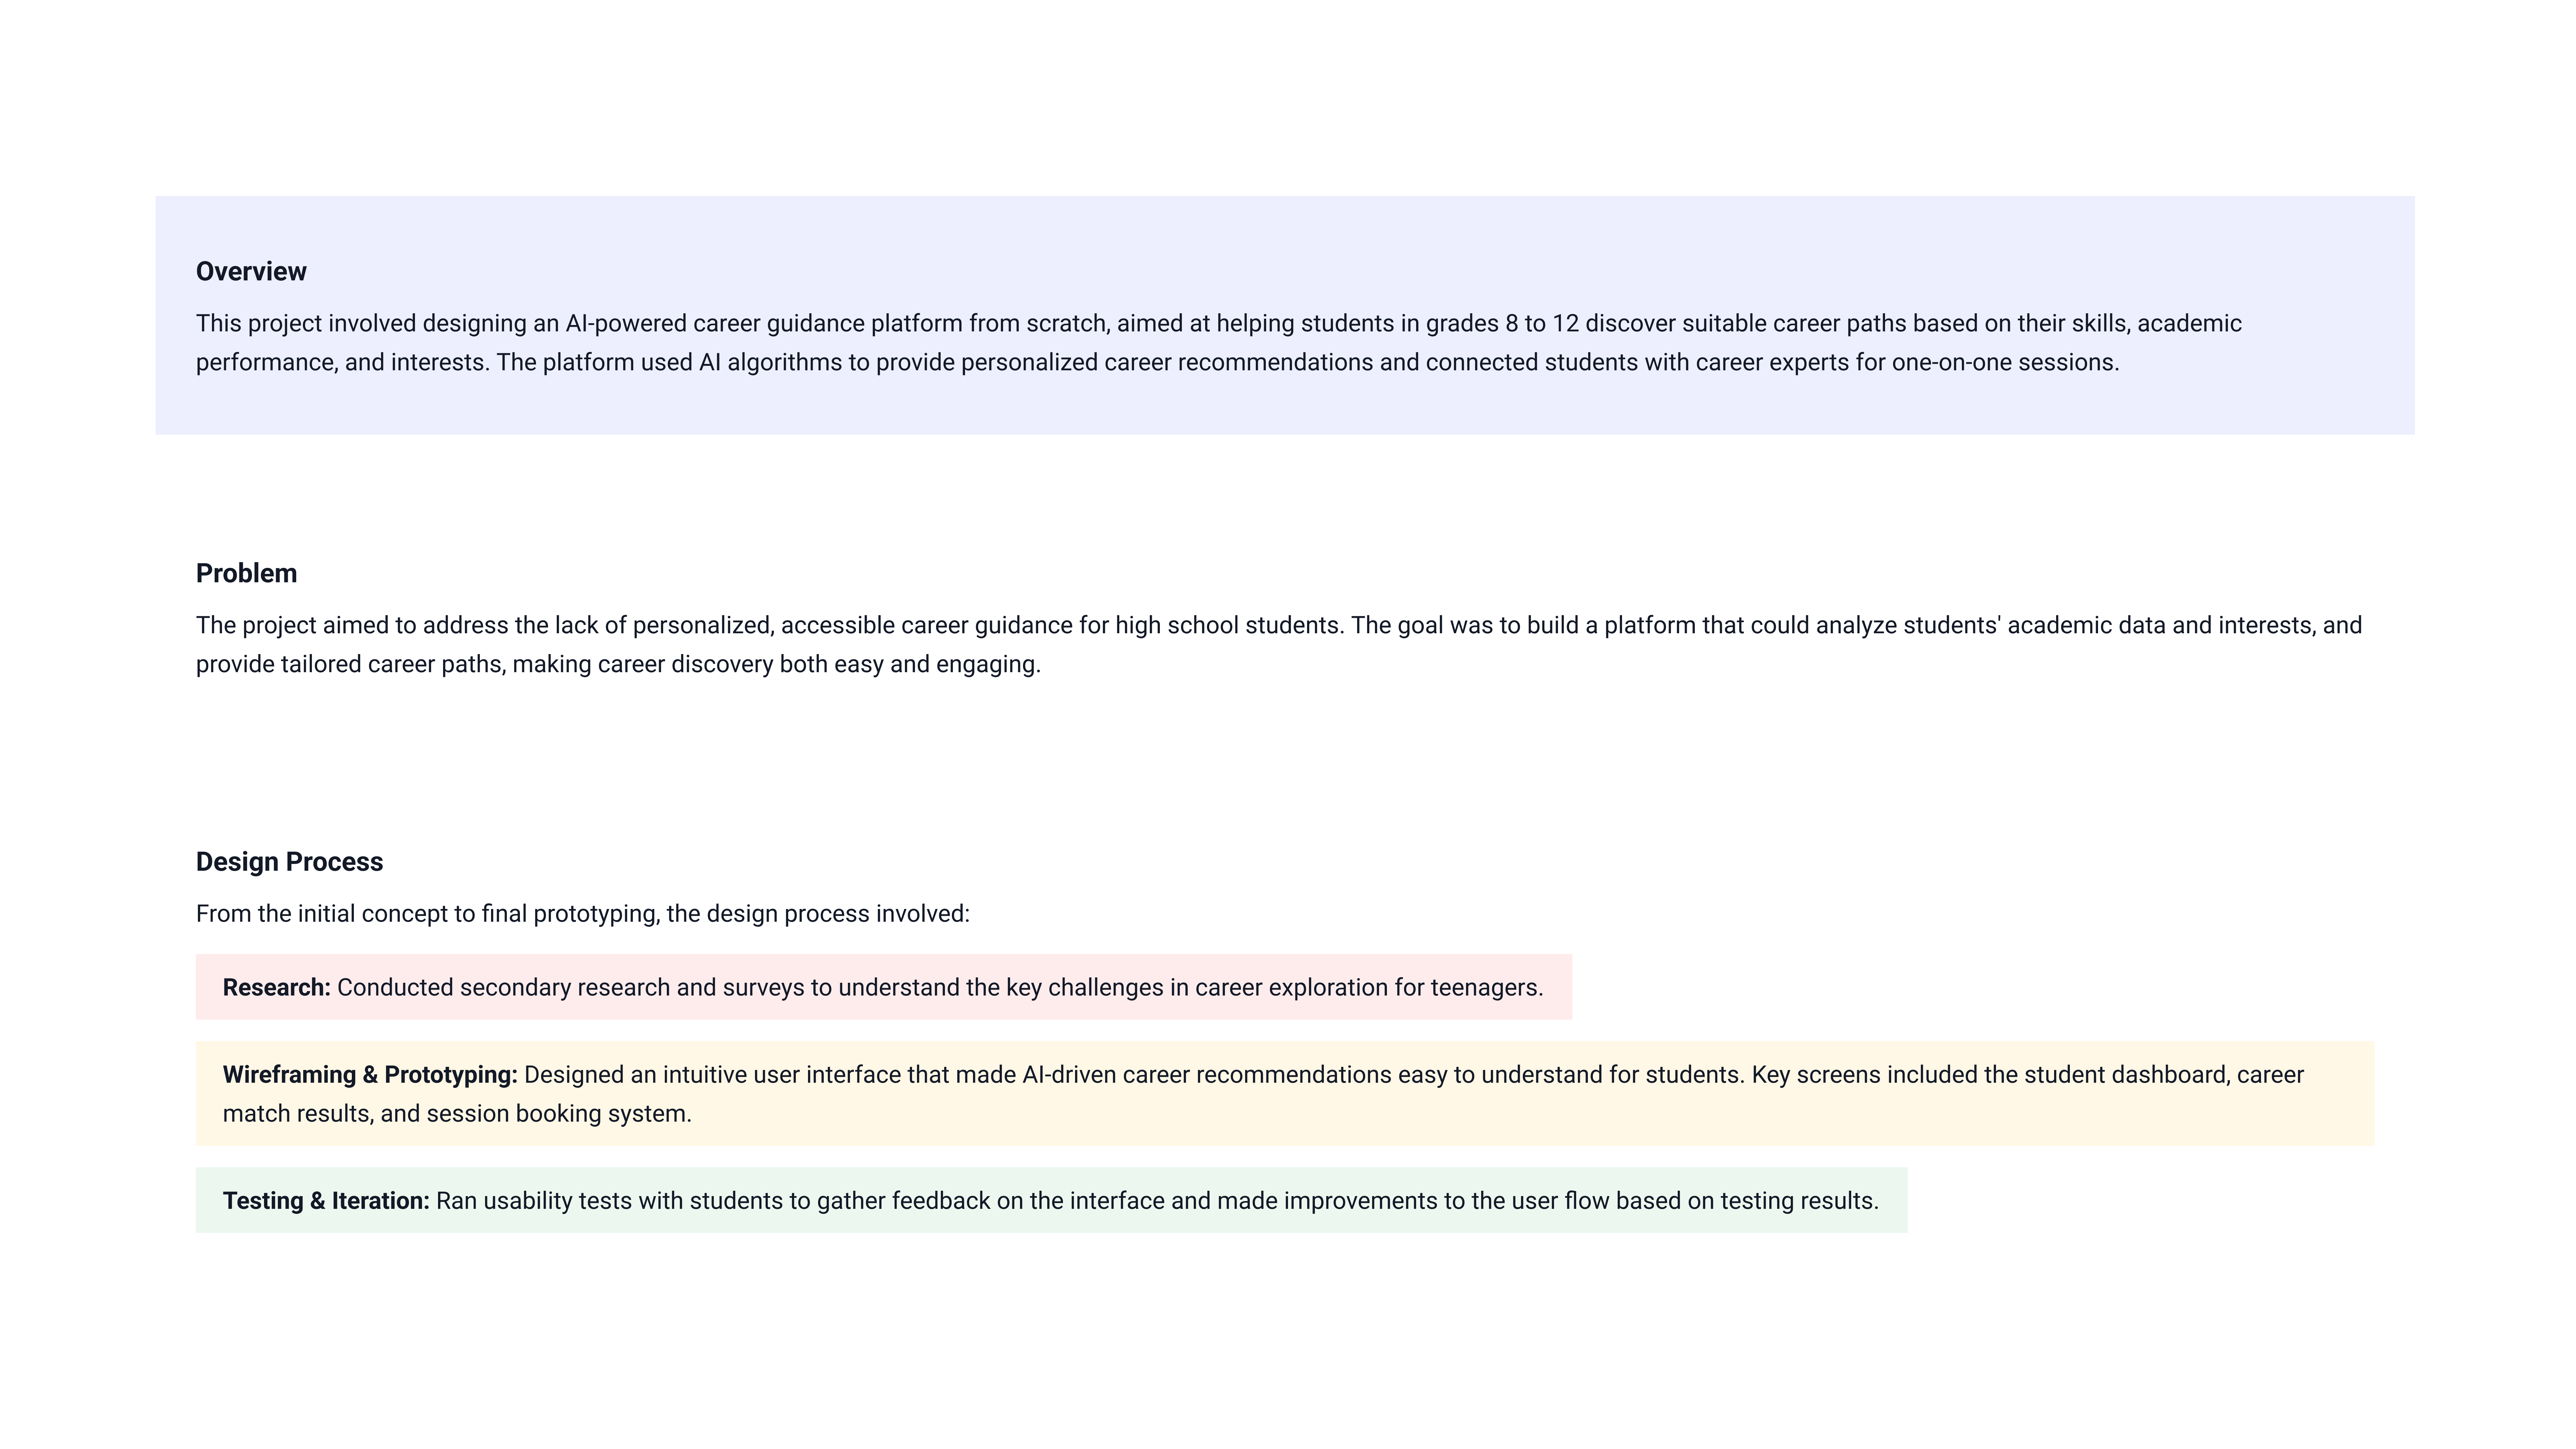 Overview
This project involved designing an AI-powered career guidance platform from scratch, aimed at helping students in grades 8 to 12 discover suitable career paths based on their skills, academic
performance, and interests. The platform used AI algorithms to provide personalized career recommendations and connected students with career experts for one-on-one sessions.
Problem
The project aimed to address the lack of personalized, accessible career guidance for high school students. The goal was to build a platform that could analyze students' academic data and interests, and
provide tailored career paths, making career discovery both easy and engaging.
Design Process
From the initial concept to final prototyping, the design process involved:
Research: Conducted secondary research and surveys to understand the key challenges in career exploration for teenagers.
Wireframing & Prototyping: Designed an intuitive user interface that made AI-driven career recommendations easy to understand for students. Key screens included the student dashboard, career
match results, and session booking system.
Testing & Iteration: Ran usability tests with students to gather feedback on the interface and made improvements to the user flow based on testing results.